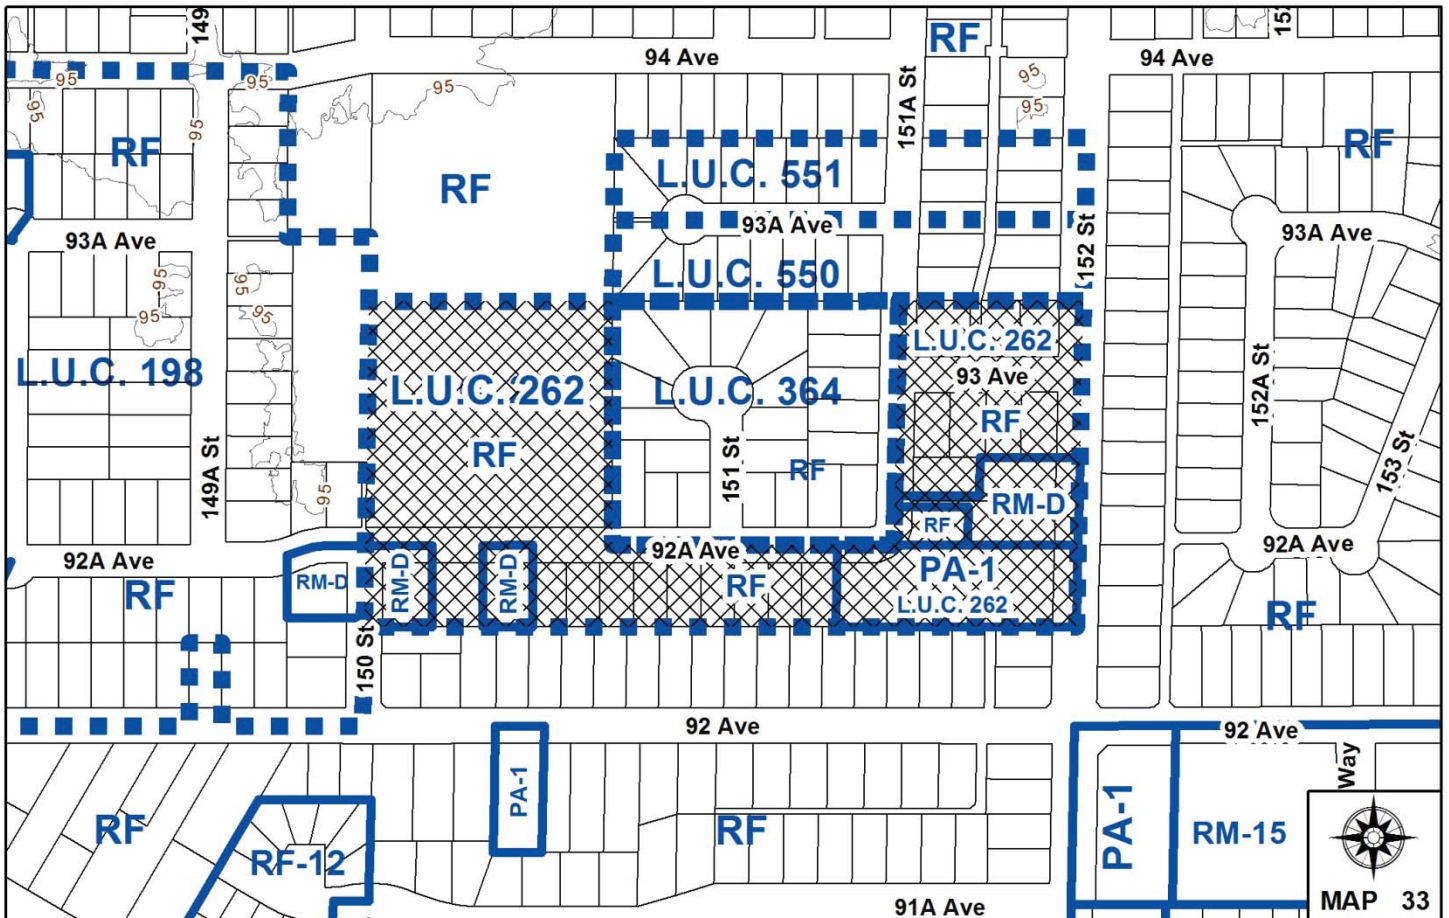 149
152
RF
94 Ave
94 Ave
95
95
95
95
95
95
95
151A St
RF
RF
RF
L.U.C. 551
93A Ave
93A Ave
93A Ave
152 St
L.U.C. 550
95
95
95
95
L.U.C. 262
93 Ave
L.U.C. 198
L.U.C. 262
L.U.C. 364
152A St
RF
RF
RF
149A St
151 St
153 St
95
RM-D
RF
92A Ave
92A Ave
92A Ave
RM-D
RM-D
RM-D
RF
RF
PA-1
L.U.C. 262
RF
150 St
92 Ave
92 Ave
Way
PA-1
PA-1
RF
RF-12
RF
RM-15
91A Ave
MAP 33